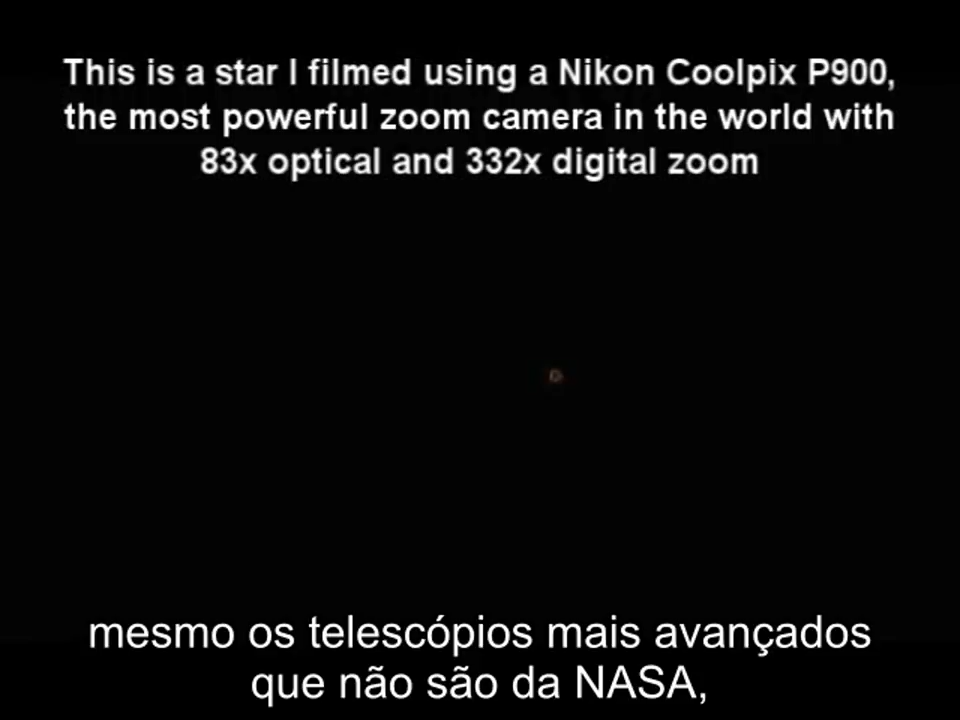 This is a star I filmed using a Nikon Coolpix P900,
the most powerful zoom camera in the world with
83x optical and 332x digital zoom
mesmo os telescópios mais avançados
que não são da NASA,